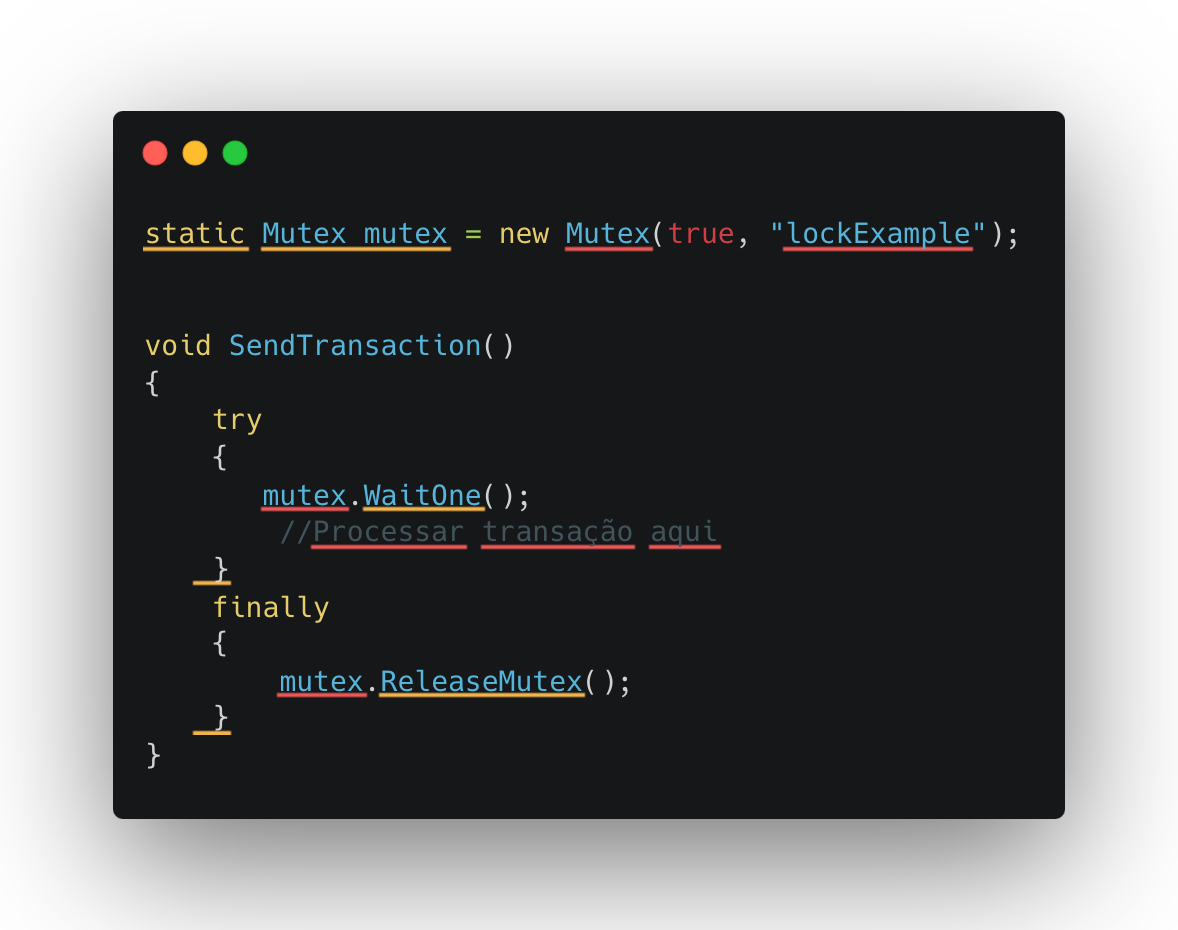 static Mutex mutex = new Mutex(true, "lockExample");
void SendTransaction()
{
    try
    {
       mutex.WaitOne();
        //Processar transação aqui
    }
    finally
    {
        mutex.ReleaseMutex();
    }
}